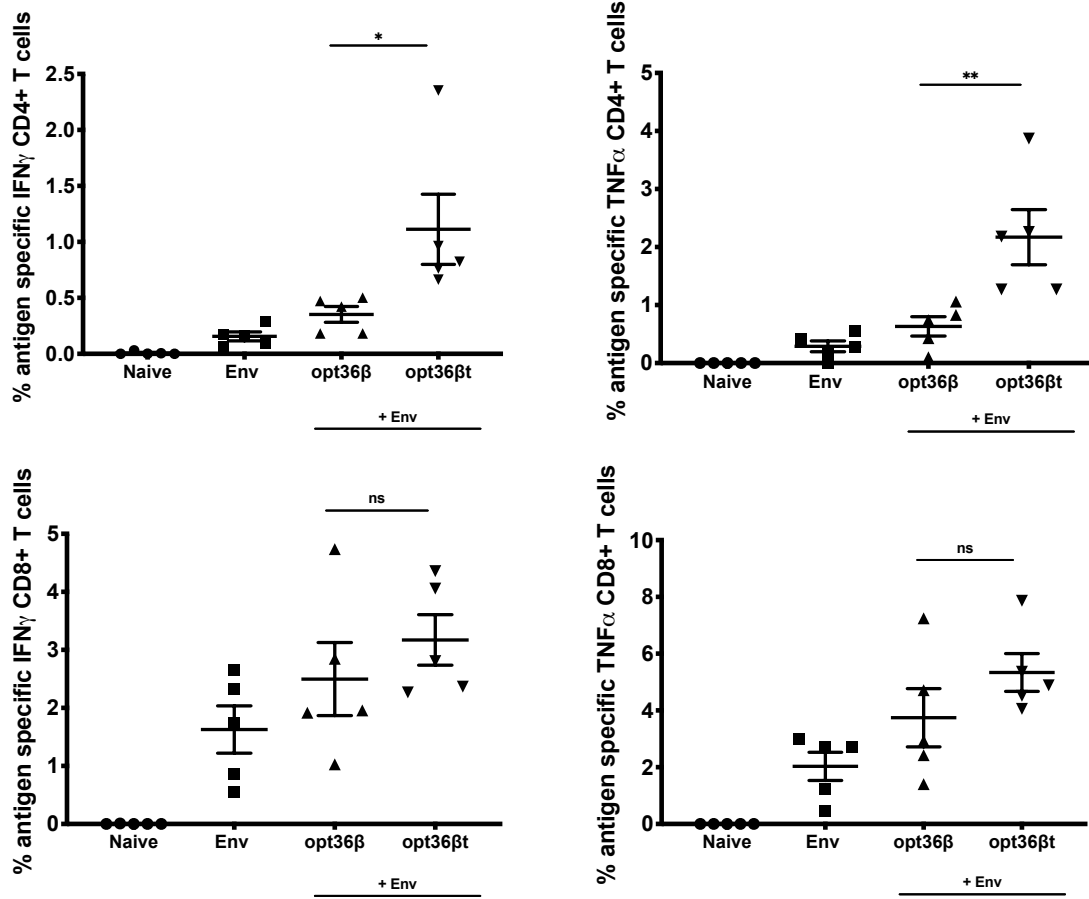 % antigen specific IFNγ CD4+ T cells
*
2.5
2.0
1.5
1.0
0.5
0.0
Naive Env opt36β opt36βt
+ Env
% antigen specific TNFα CD4+ T cells
**
5
4
3
2
1
0
Naive Env opt36β opt36βt
+ Env
% antigen specific IFNγ CD8+ T cells
ns
5
4
3
2
1
0
Naive Env opt36β opt36βt
+ Env
% antigen specific TNFα CD8+ T cells
ns
10
8
6
4
2
0
Naive Env opt36β opt36βt
+ Env